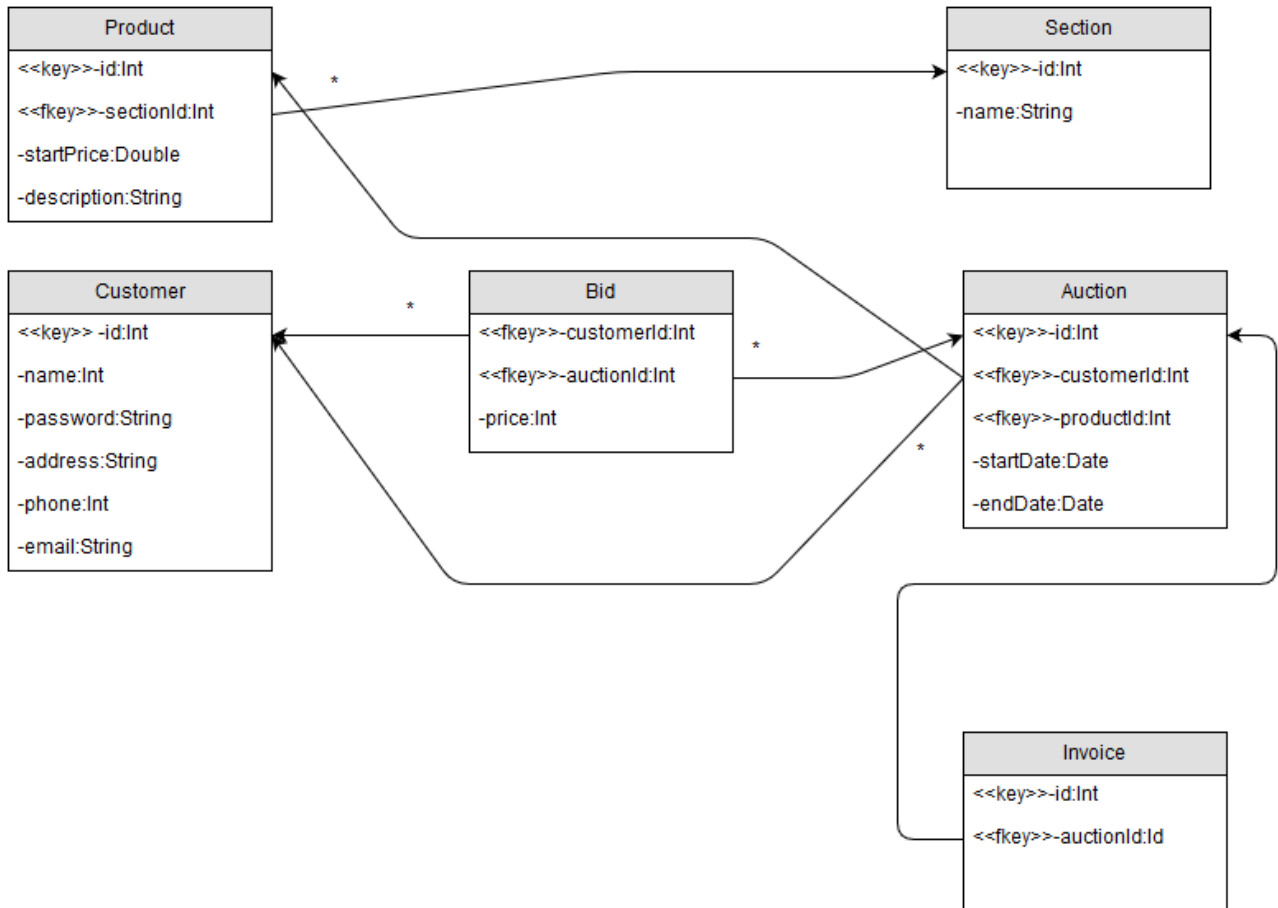 Product
<<key>>-id:Int
<<fkey>>-sectionId:Int
-startPrice:Double
-description:String
*
Section
<<key>>-id:Int
-name:String
Customer
<<key>> -id:Int
-name:Int
-password:String
-address:String
-phone:Int
-email:String
*
Bid
<<fkey>>-customerId:Int
<<fkey>>-auctionId:Int
-price:Int
*
*
Auction
<<key>>-id:Int
<<fkey>>-customerId:Int
<<fkey>>-productId:Int
-startDate:Date
-endDate:Date
Invoice
<<key>>-id:Int
<<fkey>>-auctionId:Id